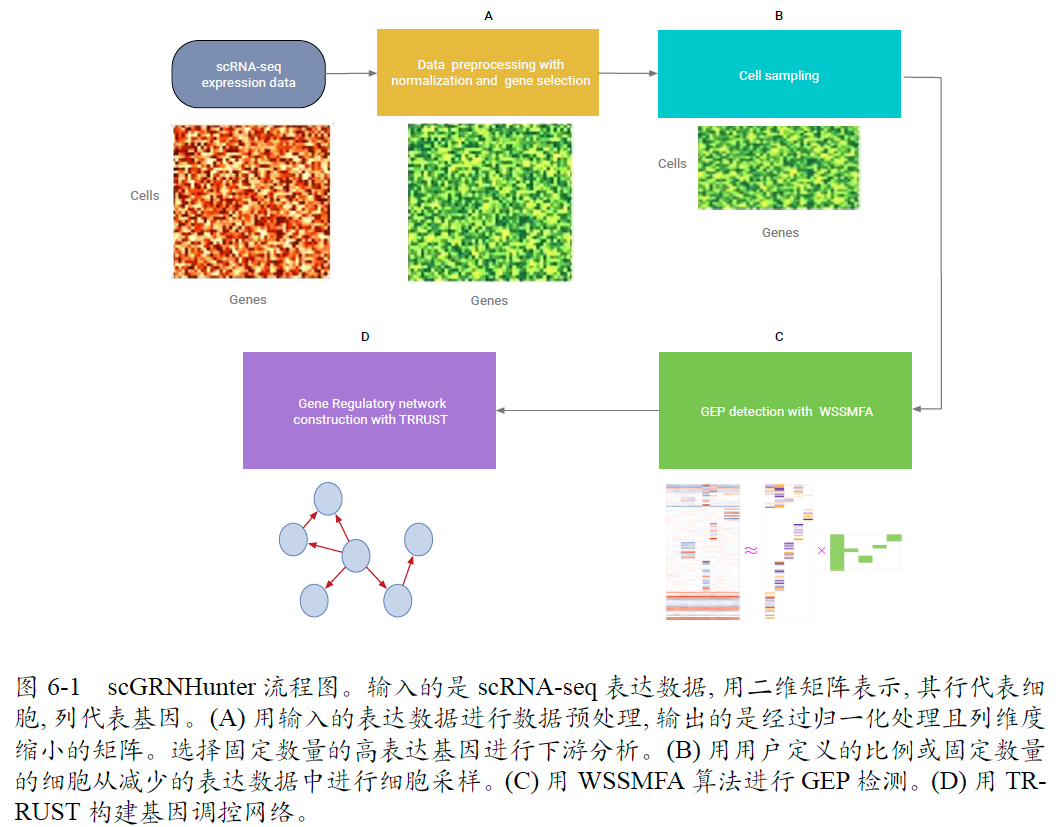 A
scRNA-seq
expression data
Data preprocessing with
normalization and gene selection
Cells
Genes
Genes
B
Cell sampling
Cells
Genes
C
GEP detection with WSSMFA
≈
×
D
Gene Regulatory network
construction with TRRUST
图 6-1 scGRNHunter 流程图。输入的是 scRNA-seq 表达数据, 用二维矩阵表示, 其行代表细
胞, 列代表基因。(A) 用输入的表达数据进行数据预处理, 输出的是经过归一化处理且列维度
缩小的矩阵。选择固定数量的高表达基因进行下游分析。(B) 用用户定义的比例或固定数量
的细胞从减少的表达数据中进行细胞采样。(C) 用 WSSMFA 算法进行 GEP 检测。(D) 用 TR-
RUST 构建基因调控网络。